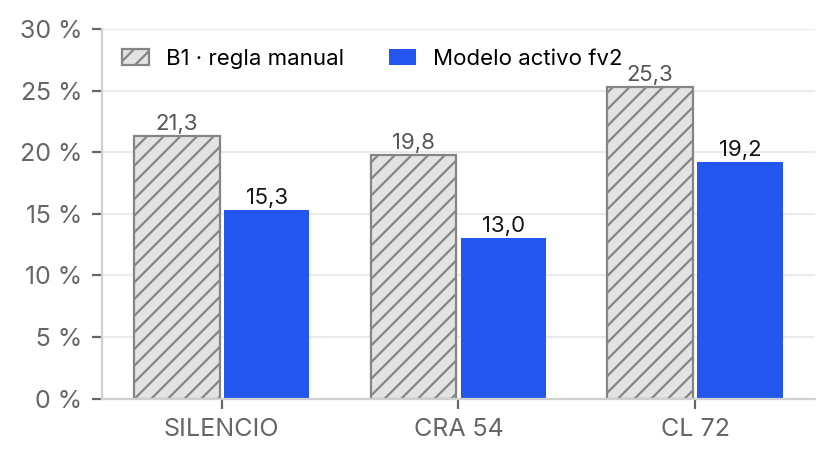 30 %
B1 · regla manual
Modelo activo fv2
25 %
25,3
21,3
19,8
20 %
19,2
15,3
15 %
13,0
10 %
5 %
0 %
SILENCIO
CRA 54
CL 72